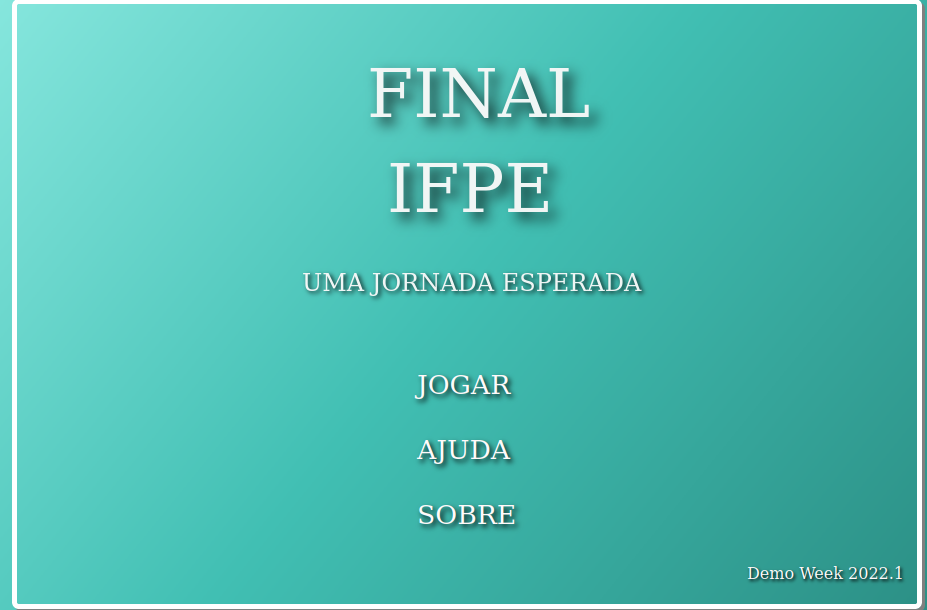 FINAL
IFPE
UMA JORNADA ESPERADA
JOGAR
AJUDA
SOBRE
Demo Week 2022.1